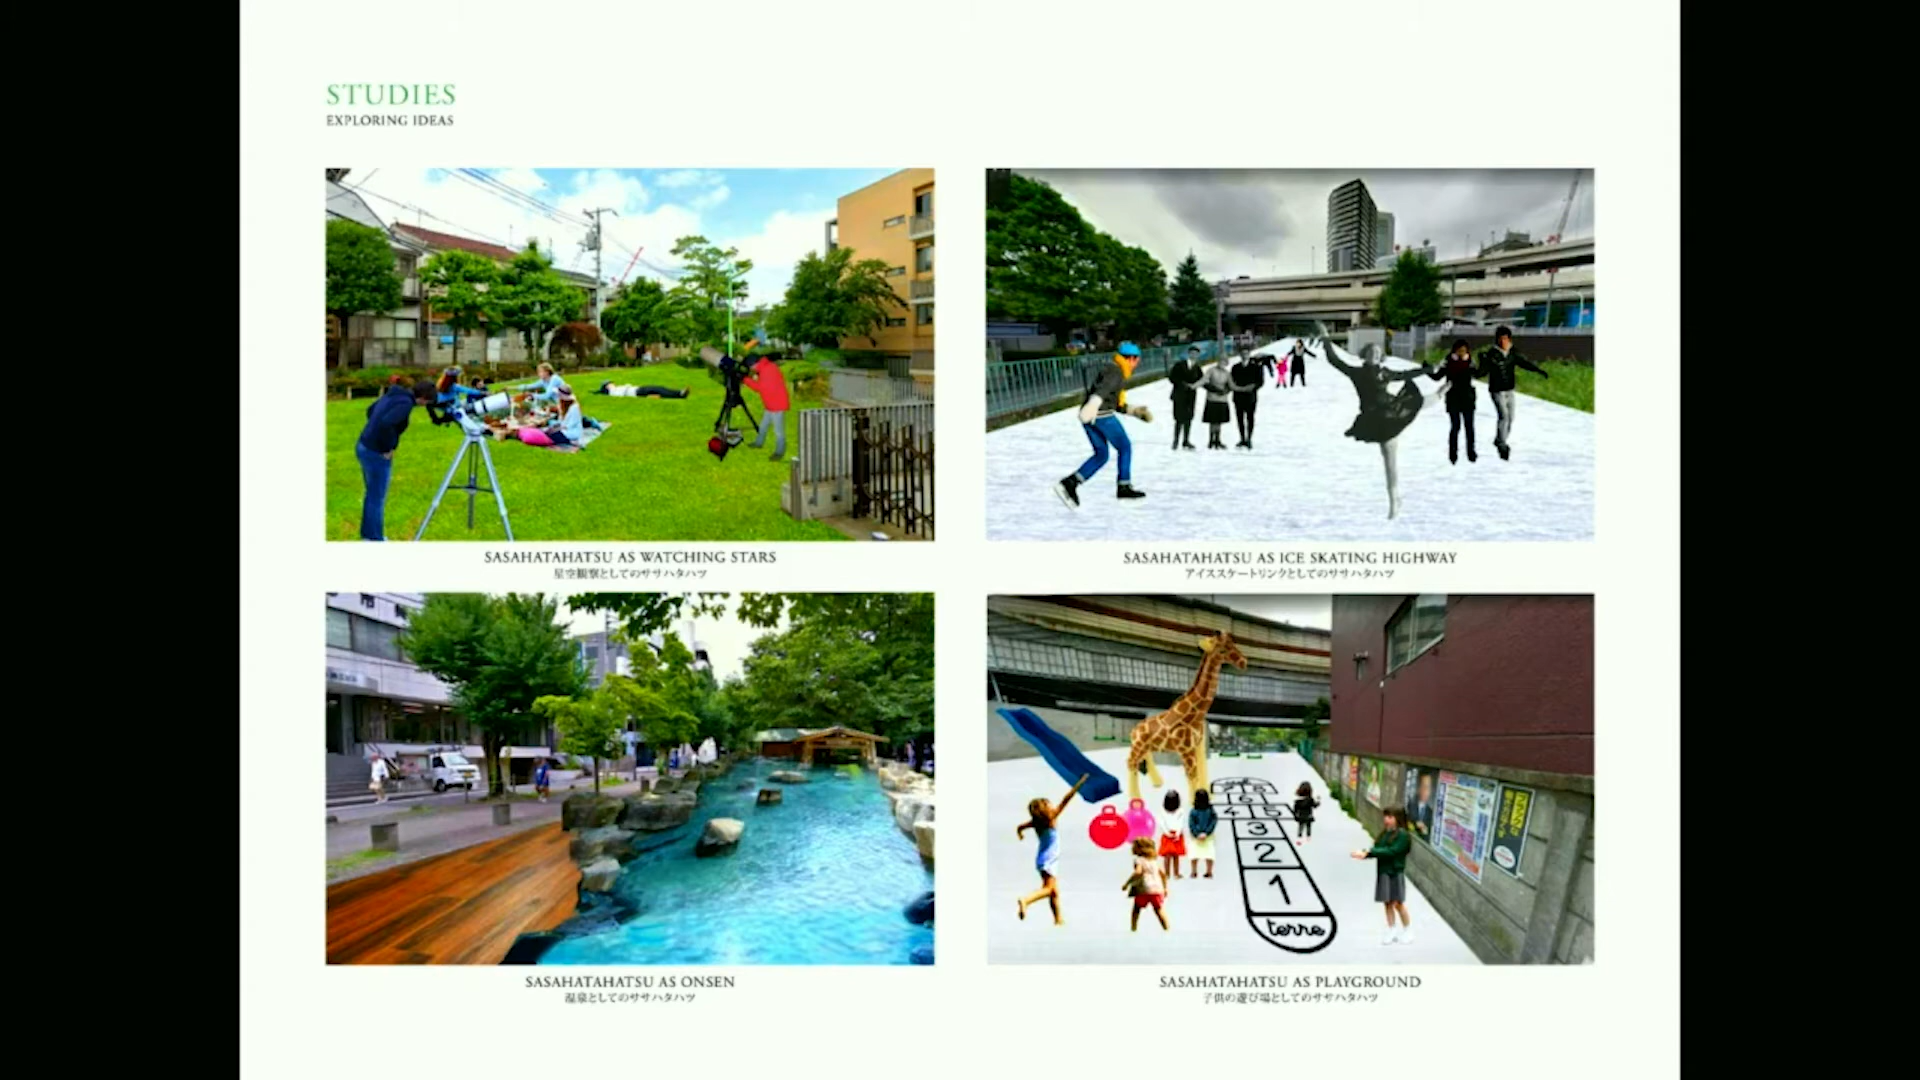 STUDIES
EXPLORING IDEAS
SASAHATAHATSU AS WATCHING STARS
星空観察としてのササハタハツ
SASAHATAHATSU AS ICE SKATING HIGHWAY
アイススケートリンクとしてのササハタハツ
6
4 5
3
2
1
terre
SASAHATAHATSU AS ONSEN
温泉としてのササハタハツ
SASAHATAHATSU AS PLAYGROUND
子供の遊び場としてのササハタハツ